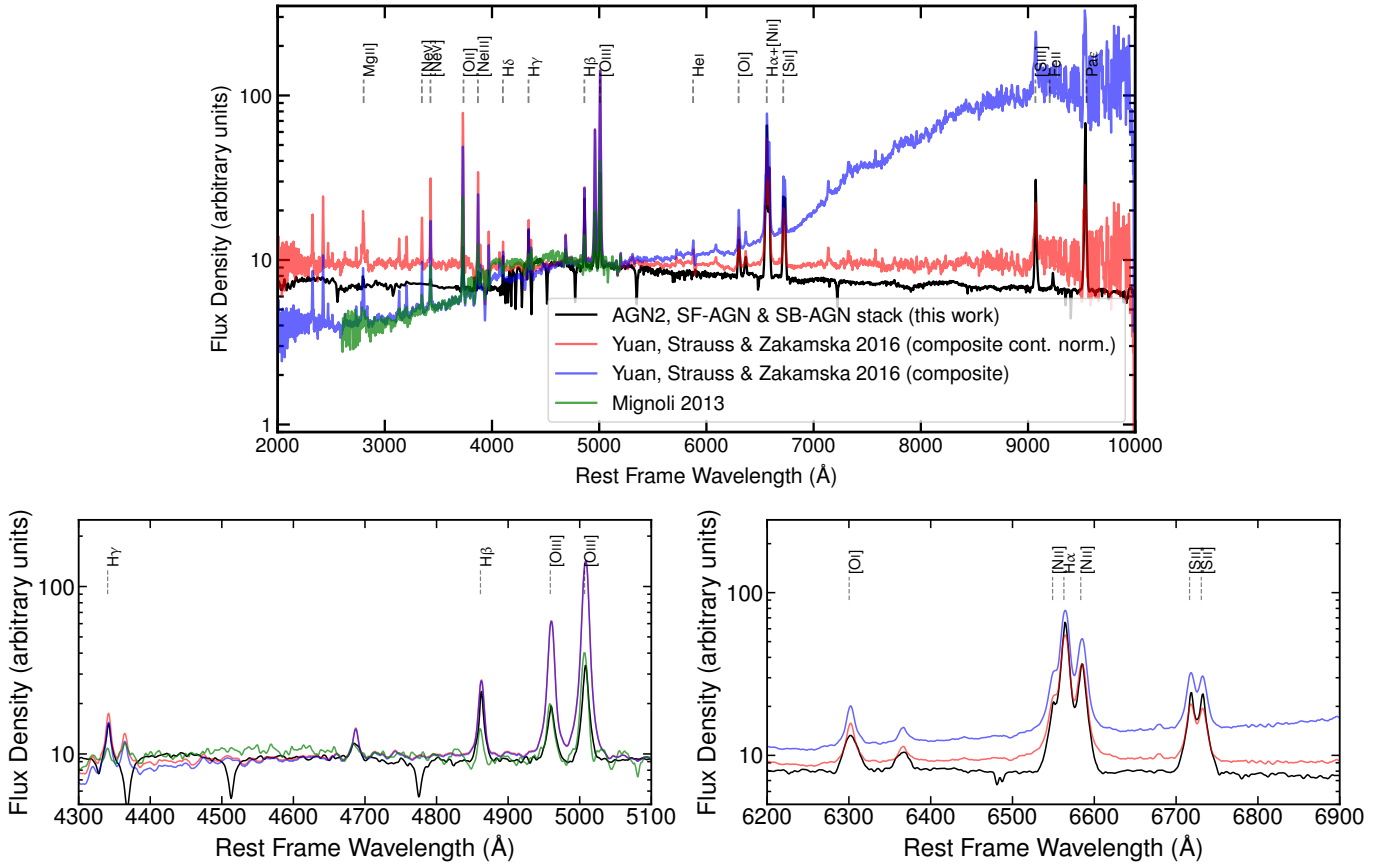 Flux Density (arbitrary units)
100
10
1
MgII
[NeV]
[NeV]
[OII]
[NeIII]
Hδ
Hγ
Hβ
[OIII]
HeI
[OI]
Hα+[NII]
[SII]
[SIII]
FeII
Paε
AGN2, SF-AGN & SB-AGN stack (this work)
Yuan, Strauss & Zakamska 2016 (composite cont. norm.)
Yuan, Strauss & Zakamska 2016 (composite)
Mignoli 2013
2000 3000 4000 5000 6000 7000 8000 9000 10000
Rest Frame Wavelength (Å)
Flux Density (arbitrary units)
100
10
Hγ
Hβ
[OIII]
[OIII]
4300 4400 4500 4600 4700 4800 4900 5000 5100
Rest Frame Wavelength (Å)
Flux Density (arbitrary units)
100
10
[OI]
[NII]
Hα
[NII]
[SII]
[SII]
6200 6300 6400 6500 6600 6700 6800 6900
Rest Frame Wavelength (Å)